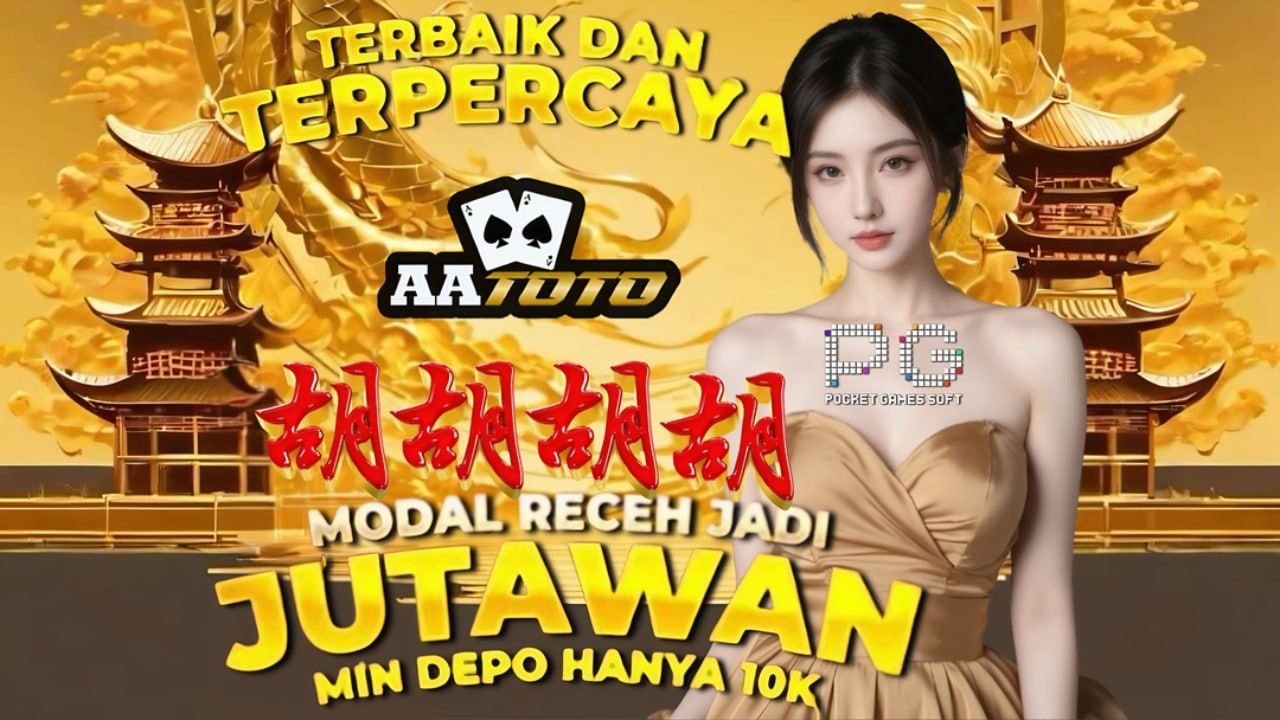 TERBAIK DAN
TERPERCAYA
AATOTO
PG
POCKET GAMES SOFT
胡胡胡胡
MODAL RECEH JADI
JUTAWAN
MIN DEPO HANYA 10K